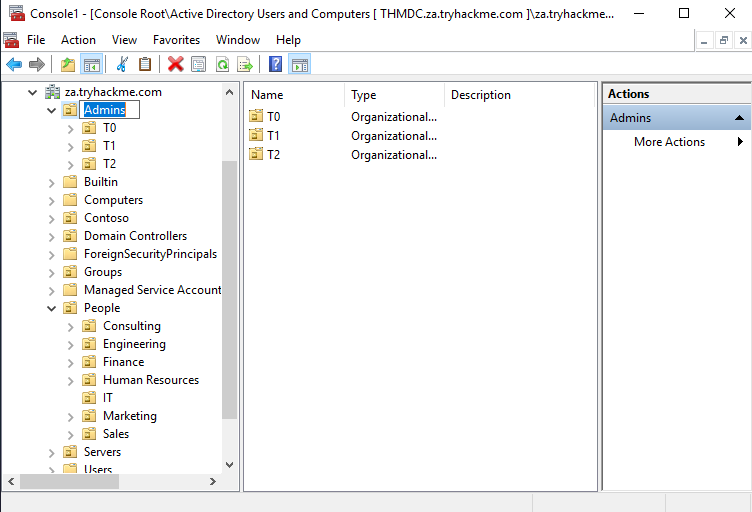 Console1 - [Console Root\Active Directory Users and Computers [ THMDC.za.tryhackme.com ]\za.tryhackme...
File Action View Favorites Window Help
za.tryhackme.com
Admins
T0
T1
T2
Builtin
Computers
Contoso
Domain Controllers
ForeignSecurityPrincipals
Groups
Managed Service Account
People
Consulting
Engineering
Finance
Human Resources
IT
Marketing
Sales
Servers
Users
Name Type Description
T0 Organizational...
T1 Organizational...
T2 Organizational...
Actions
Admins
More Actions